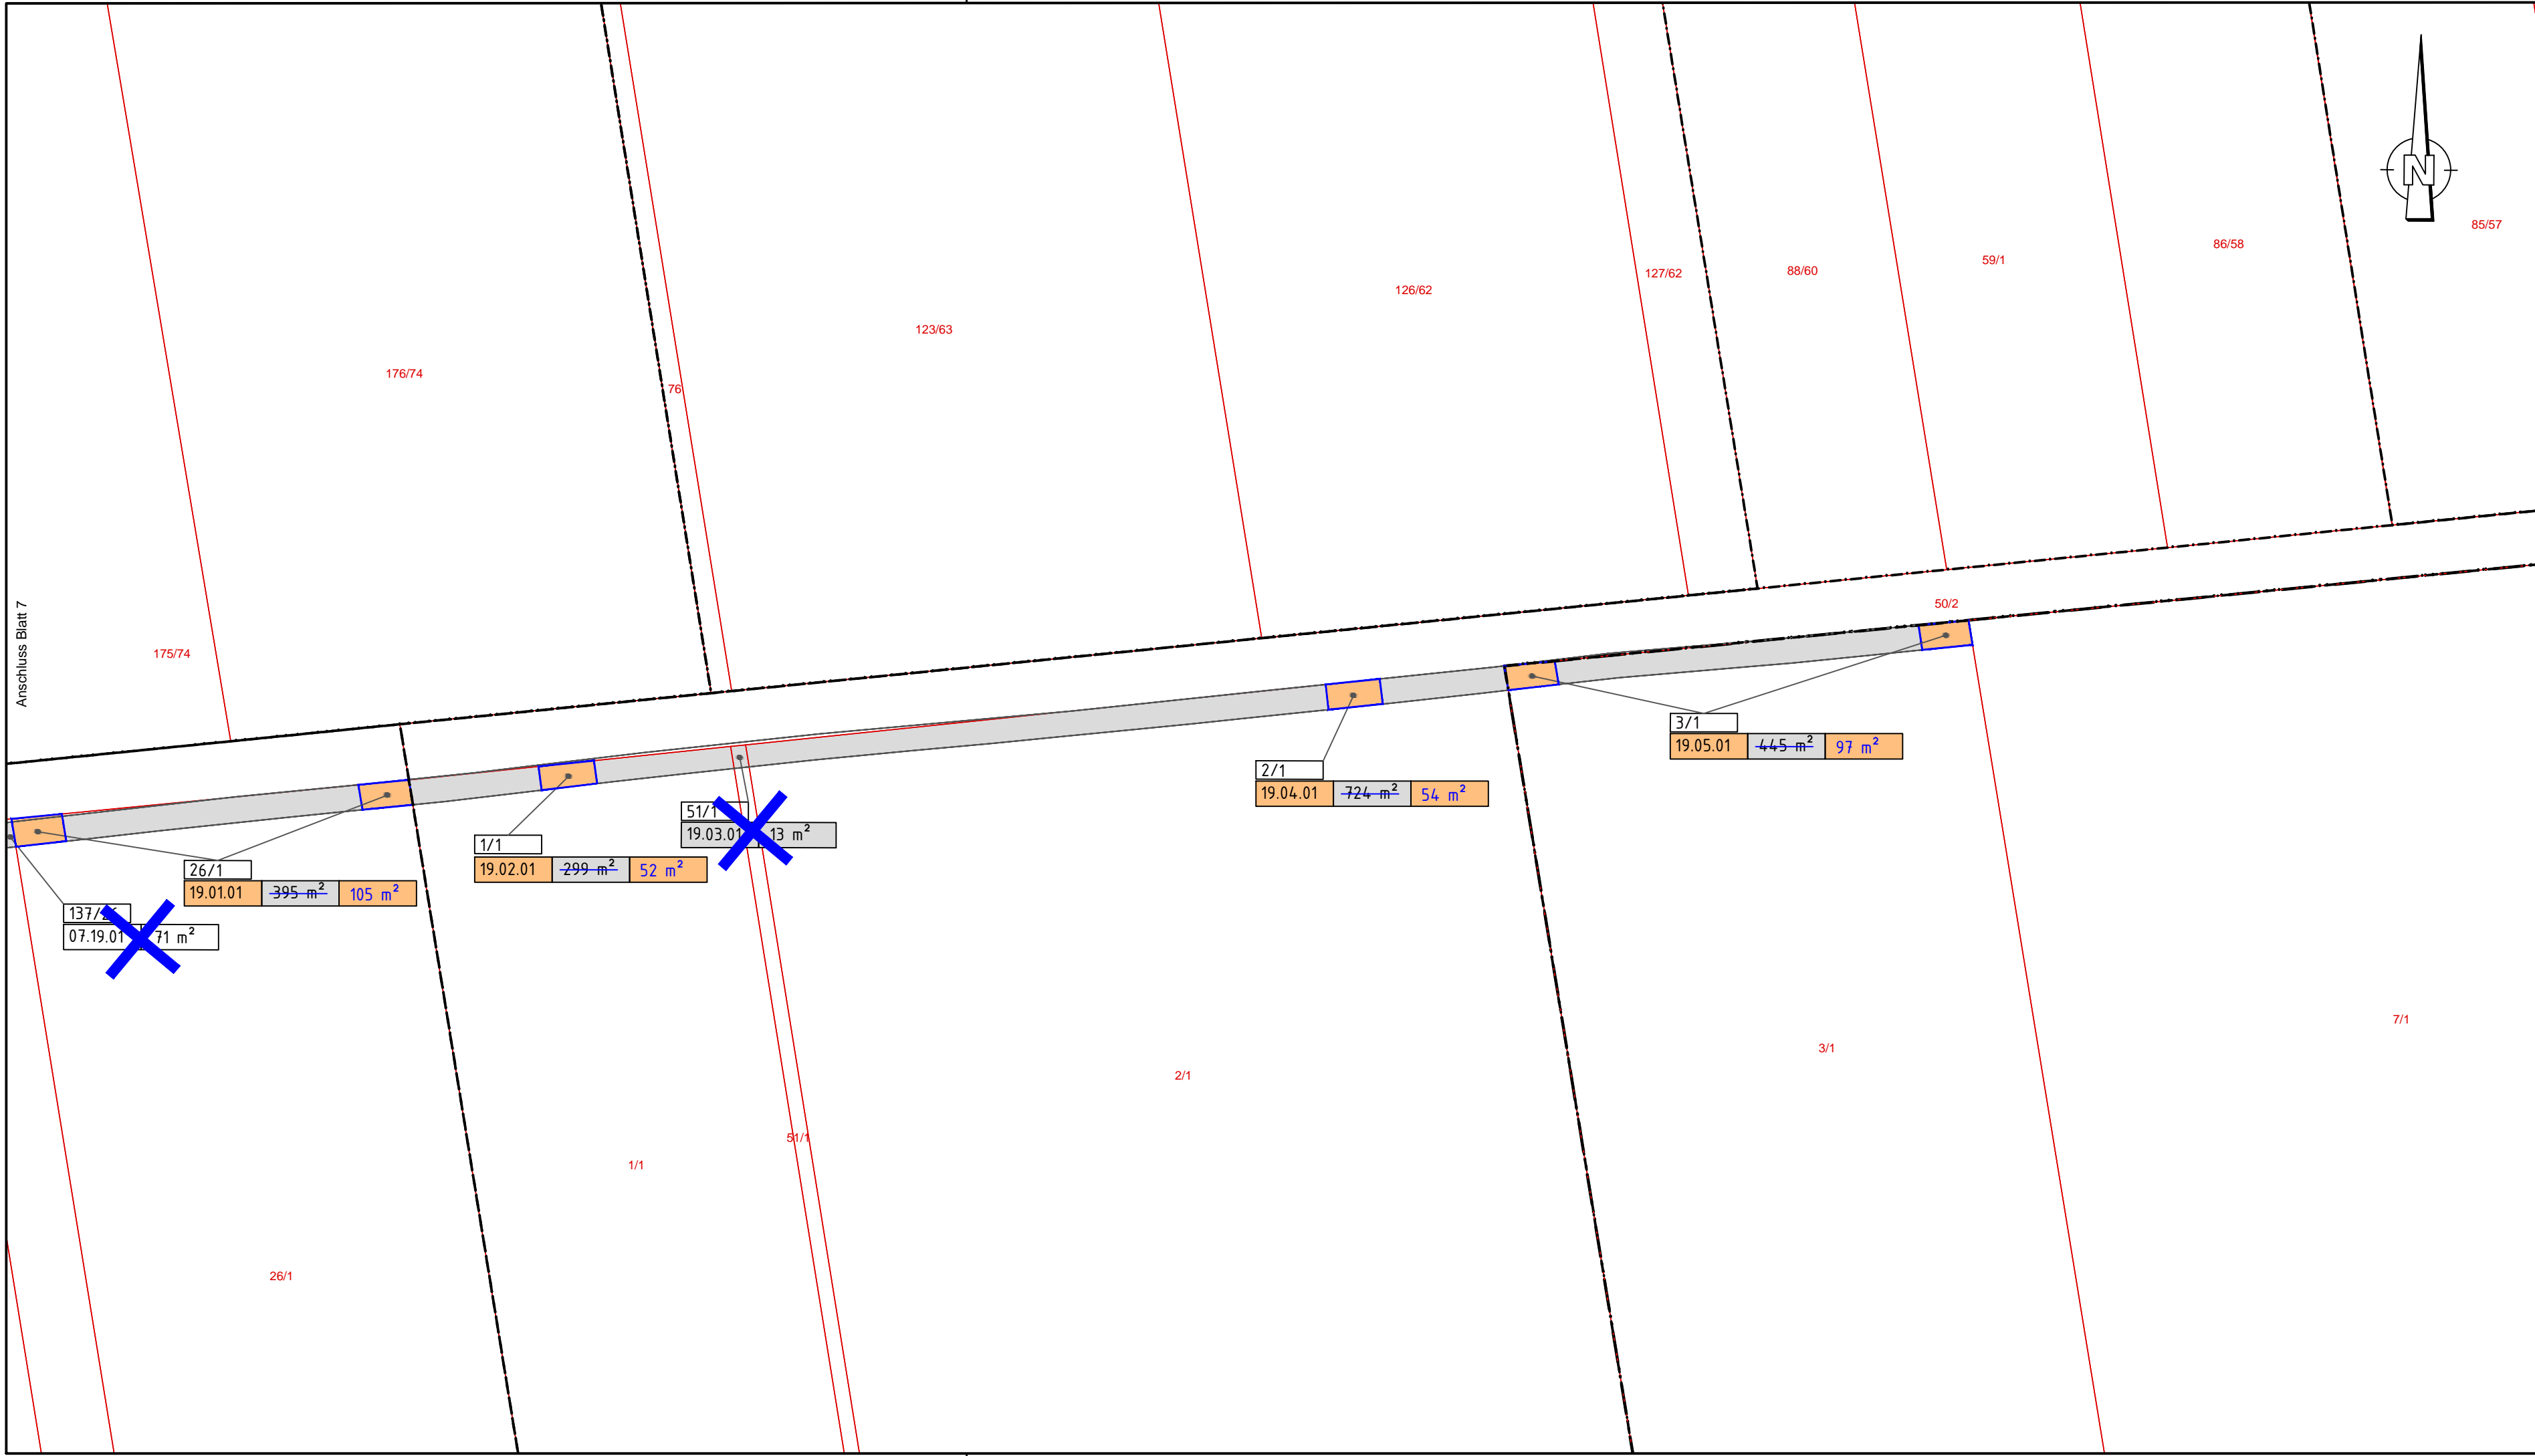 N
85/57
86/58
59/1
88/60
127/62
126/62
123/63
176/74
76
50/2
Anschluss Blatt 7
175/74
3/1
19.05.01 445 m² 97 m²
2/1
19.04.01 724 m² 54 m²
51/1
19.03.01 13 m²
1/1
19.02.01 299 m² 52 m²
26/1
19.01.01 395 m² 105 m²
137/26
07.19.01 71 m²
7/1
3/1
2/1
51/1
1/1
26/1